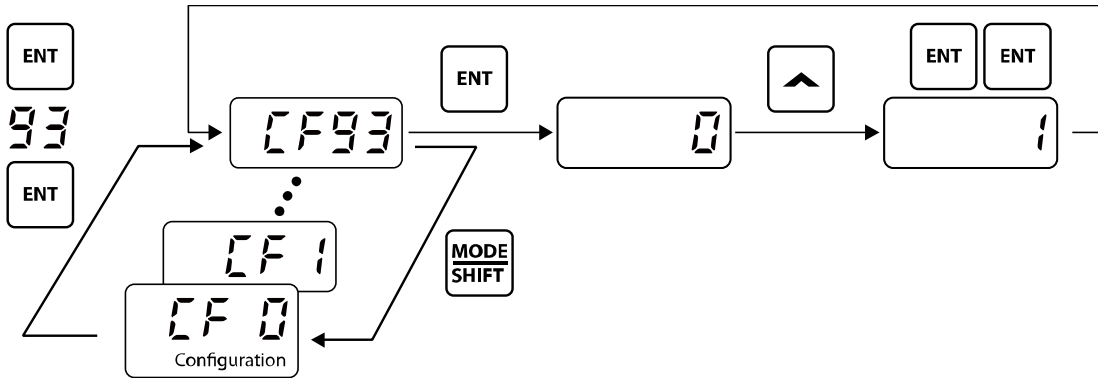 ENT
93
ENT
CF93
CF 1
CF 0
Configuration
ENT
MODE
SHIFT
0
ENT ENT
1